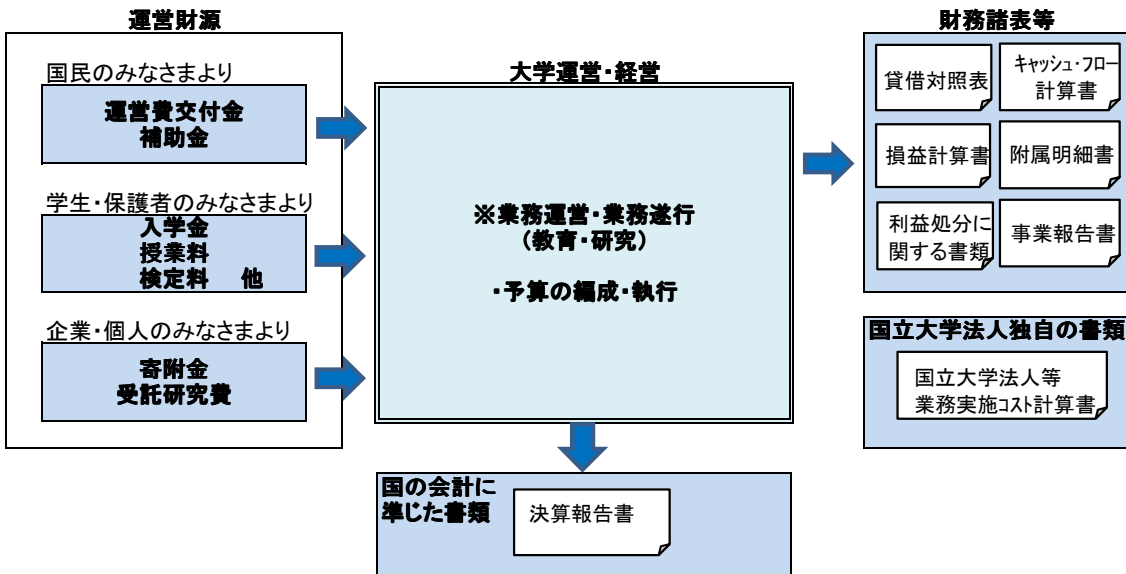 運営財源
国民のみなさまより
運営費交付金
補助金
学生・保護者のみなさまより
入学金
授業料
検定料　他
企業・個人のみなさまより
寄附金
受託研究費
大学運営・経営
※業務運営・業務遂行
（教育・研究）
・予算の編成・執行
国の会計に
準じた書類
決算報告書
財務諸表等
貸借対照表
キャッシュ・フロー
計算書
損益計算書
附属明細書
利益処分に
関する書類
事業報告書
国立大学法人独自の書類
国立大学法人等
業務実施コスト計算書